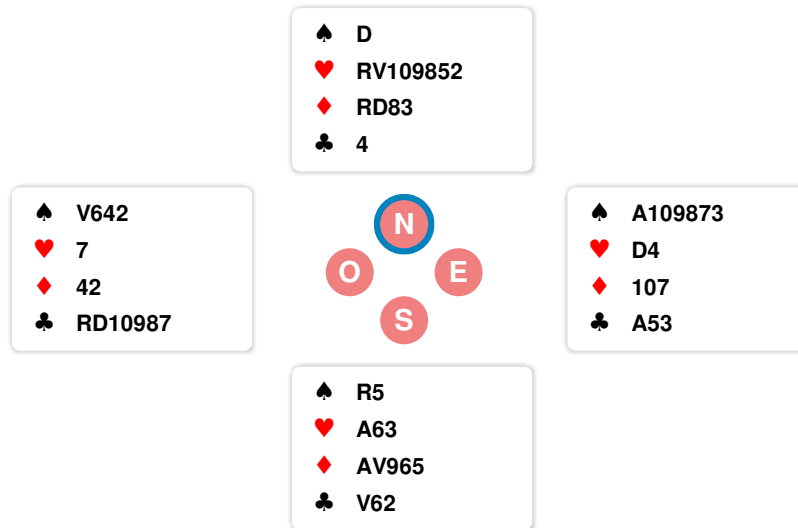 ♠ D
♥ RV109852
♦ RD83
♣ 4
♠ V642
♥ 7
♦ 42
♣ RD10987
N
O E
S
♠ A109873
♥ D4
♦ 107
♣ A53
♠ R5
♥ A63
♦ AV965
♣ V62